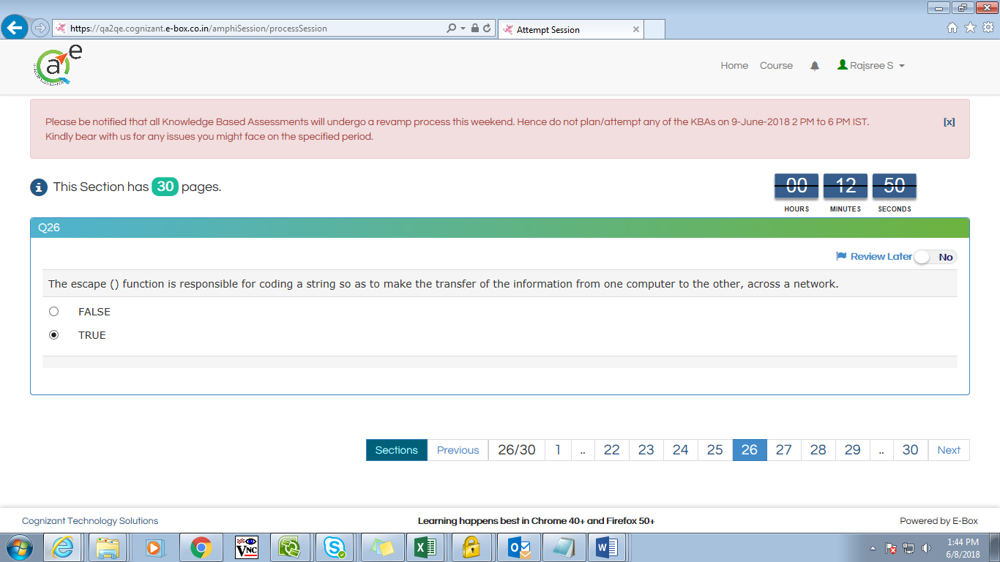 https://qa2qe.cognizant.e-box.co.in/amphiSession/processSession
Attempt Session
a e
Home Course Rajsree S
Please be notified that all Knowledge Based Assessments will undergo a revamp process this weekend. Hence do not plan/attempt any of the KBAs on 9-June-2018 2 PM to 6 PM IST.
[x]
Kindly bear with us for any issues you might face on the specified period.
This Section has 30 pages.
00 12 50
HOURS MINUTES SECONDS
Q26
Review Later No
The escape () function is responsible for coding a string so as to make the transfer of the information from one computer to the other, across a network.
FALSE
TRUE
Sections Previous 26/30 1 .. 22 23 24 25 26 27 28 29 .. 30 Next
Cognizant Technology Solutions Learning happens best in Chrome 40+ and Firefox 50+ Powered by E-Box
VNC
1:44 PM
6/8/2018